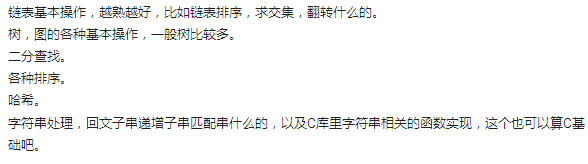 链表基本操作，越熟越好，比如链表排序，求交集，翻转什么的。
树，图的各种基本操作，一般树比较多。
二分查找。
各种排序。
哈希。
字符串处理，回文子串递增子串匹配串什么的，以及C库里字符串相关的函数实现，这个也可以算C基
础吧。